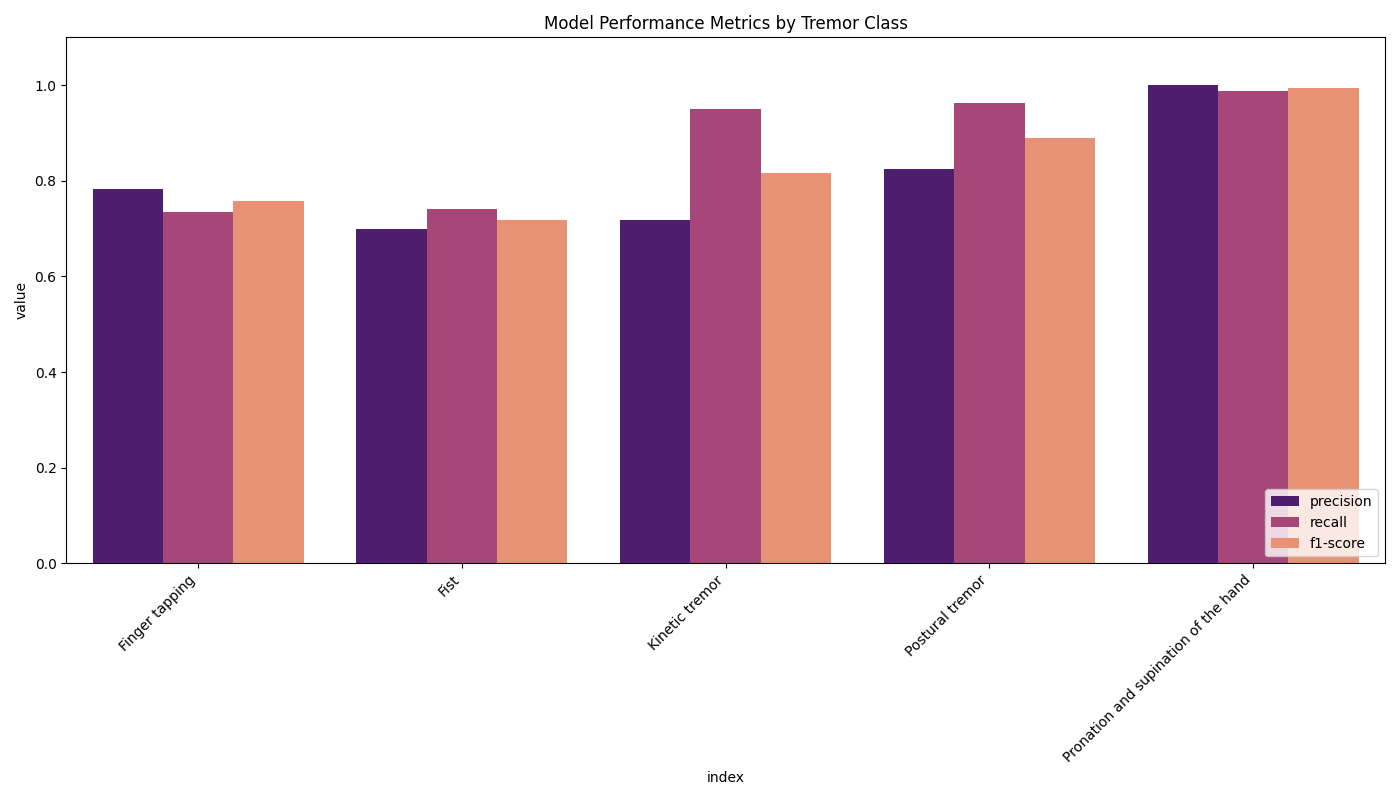 Model Performance Metrics by Tremor Class
value
1.0
0.8
0.6
0.4
0.2
0.0
precision
recall
f1-score
Finger tapping
Fist
Kinetic tremor
Postural tremor
Pronation and supination of the hand
index